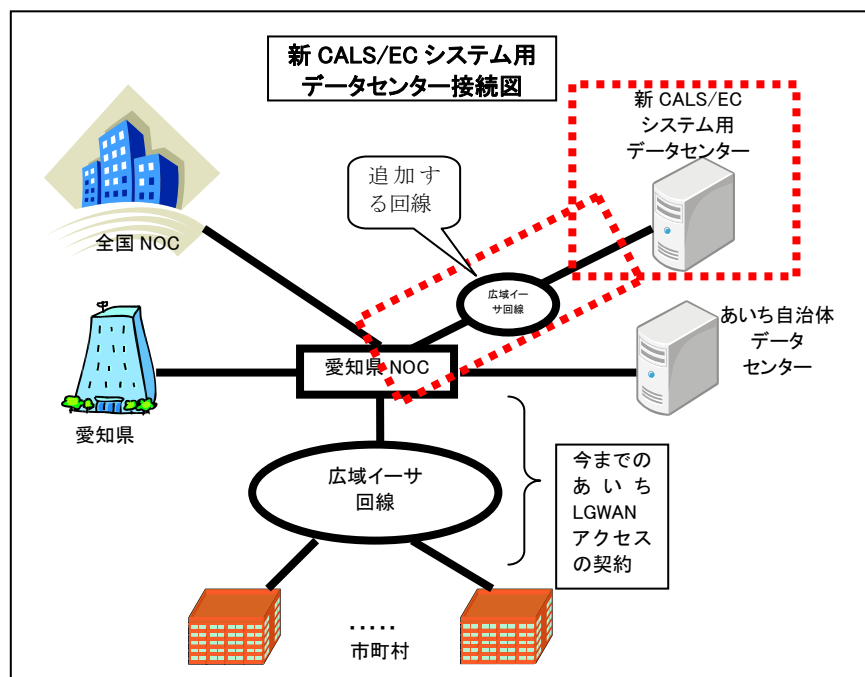 新 CALS/EC システム用
データセンター接続図
新 CALS/EC
システム用
データセンター
追加す
る回線
全国 NOC
広域イー
サ回線
あいち自治体
データ
センター
愛知県 NOC
愛知県
広域イーサ
回線
今までの
あいち
LGWAN
アクセス
の契約
.....
市町村